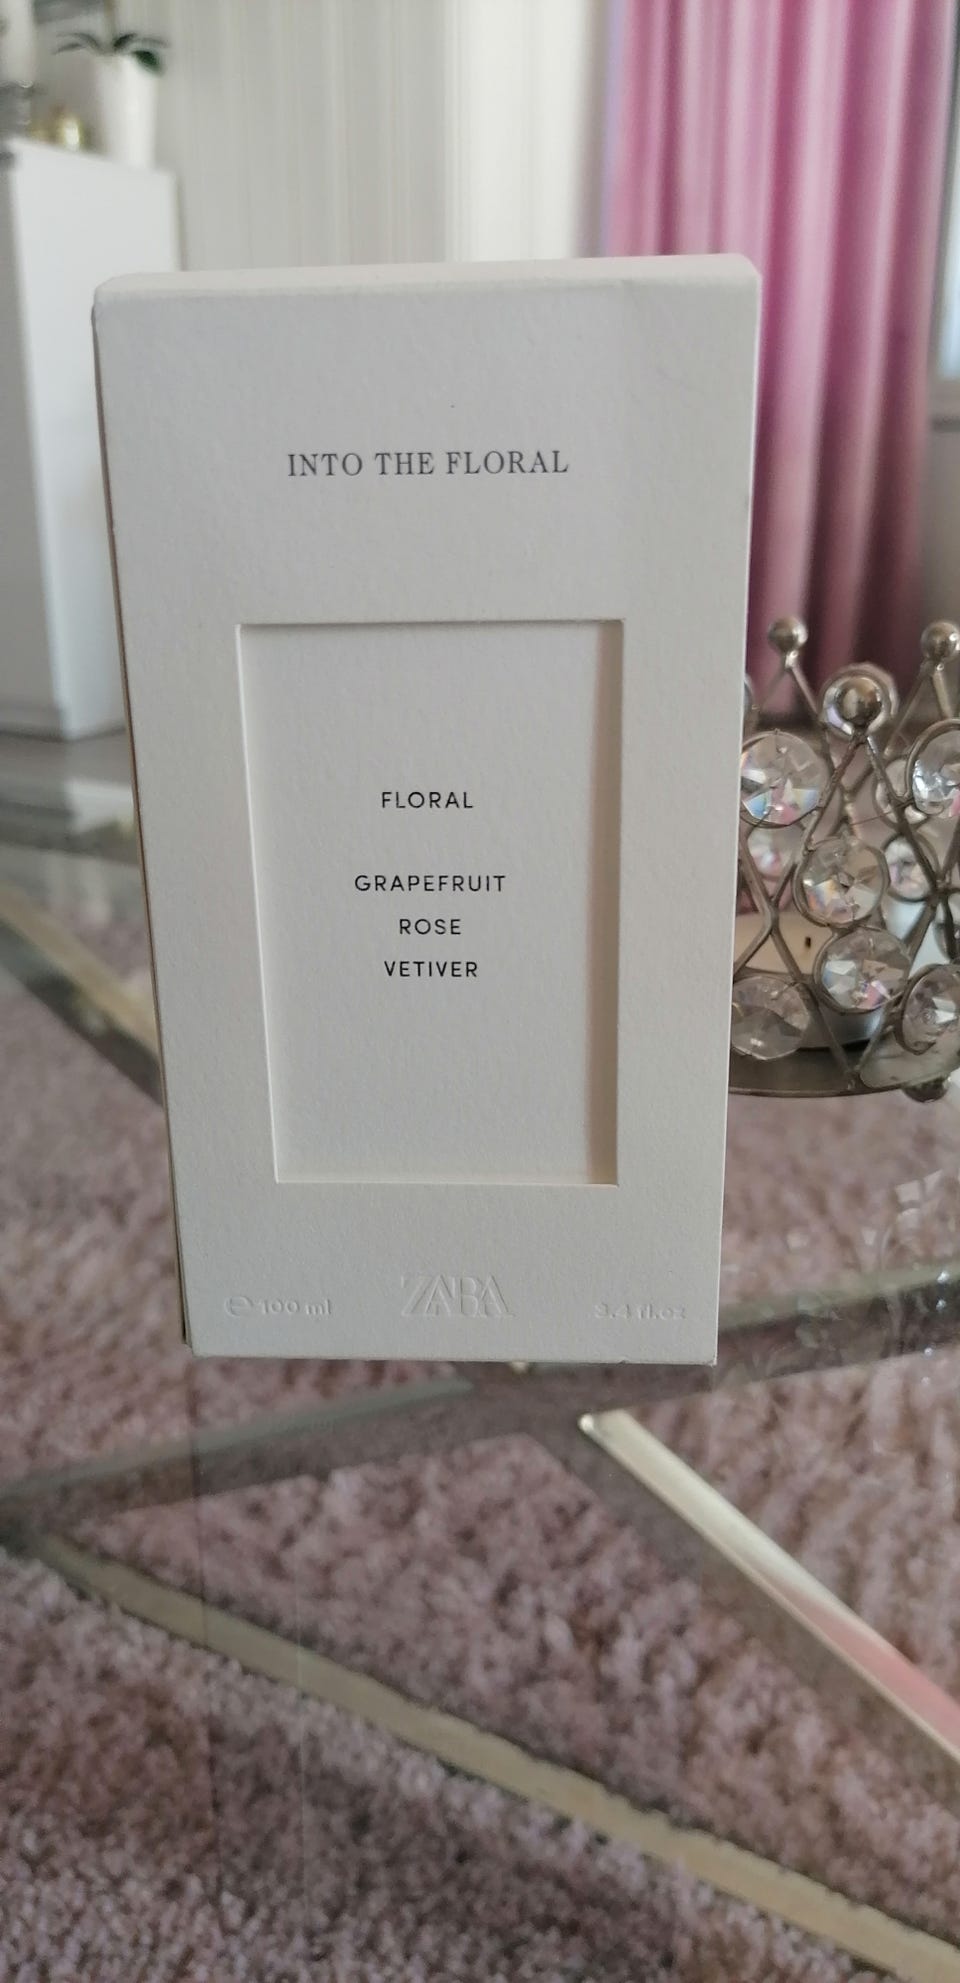 INTO THE FLORAL
FLORAL
GRAPEFRUIT
ROSE
VETIVER
℮ 100 ml ZARA 3.4 fl.oz